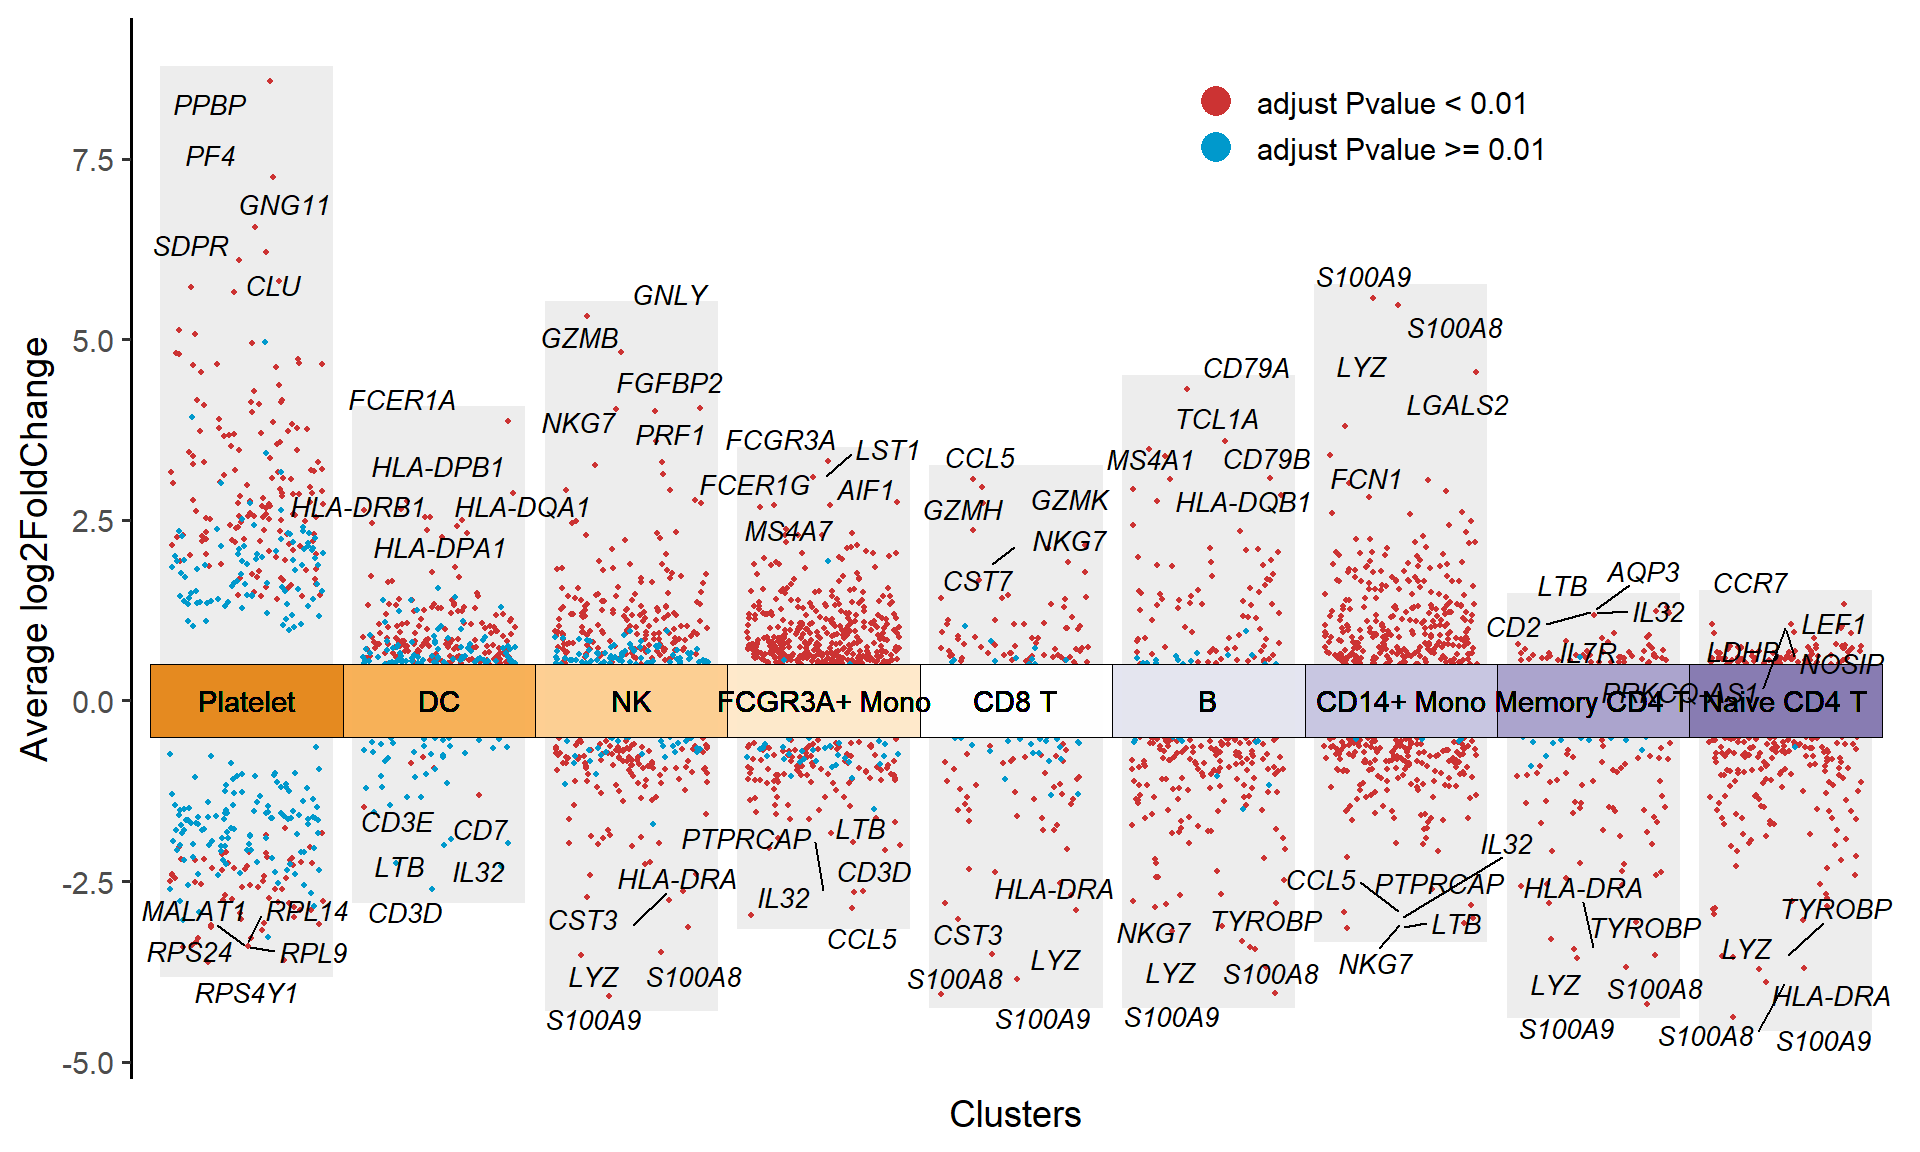 Average log2FoldChange
7.5
5.0
2.5
0.0
-2.5
-5.0
adjust Pvalue < 0.01
adjust Pvalue >= 0.01
PPBP
PF4
GNG11
SDPR
CLU
FCER1A
HLA-DPB1
HLA-DRB1
HLA-DQA1
HLA-DPA1
GNLY
GZMB
FGFBP2
NKG7
PRF1
FCGR3A
LST1
FCER1G
AIF1
MS4A7
CCL5
GZMK
GZMH
NKG7
CST7
CD79A
TCL1A
MS4A1
CD79B
HLA-DQB1
S100A9
S100A8
LYZ
LGALS2
FCN1
LTB
AQP3
CD2
IL32
IL7R
CCR7
LEF1
LDHB
NOSIP
PRKCQ-AS1
Platelet
DC
NK
FCGR3A+ Mono
CD8 T
B
CD14+ Mono
Memory CD4 T
Naive CD4 T
MALAT1
RPL14
RPS24
RPL9
RPS4Y1
CD3E
CD7
LTB
IL32
CD3D
HLA-DRA
CST3
LYZ
S100A8
S100A9
PTPRCAP
LTB
CD3D
IL32
CCL5
HLA-DRA
CST3
LYZ
S100A8
S100A9
NKG7
TYROBP
LYZ
S100A8
S100A9
IL32
CCL5
PTPRCAP
LTB
NKG7
HLA-DRA
TYROBP
LYZ
S100A8
S100A9
TYROBP
LYZ
HLA-DRA
S100A8
S100A9
Clusters